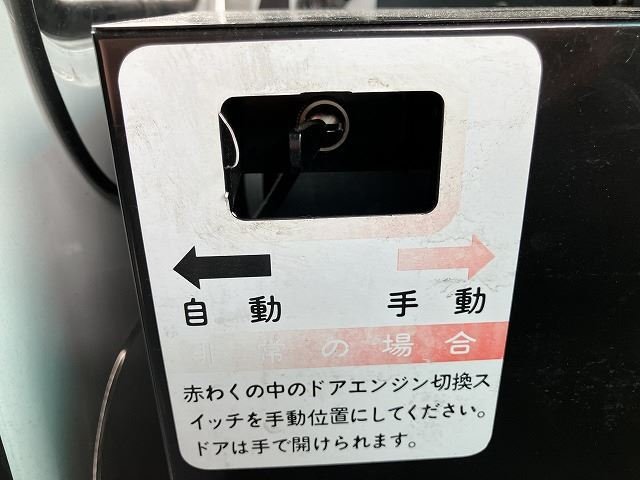 自動 手動
非常の場合
赤わくの中のドアエンジン切換ス
イッチを手動位置にしてください。
ドアは手で開けられます。